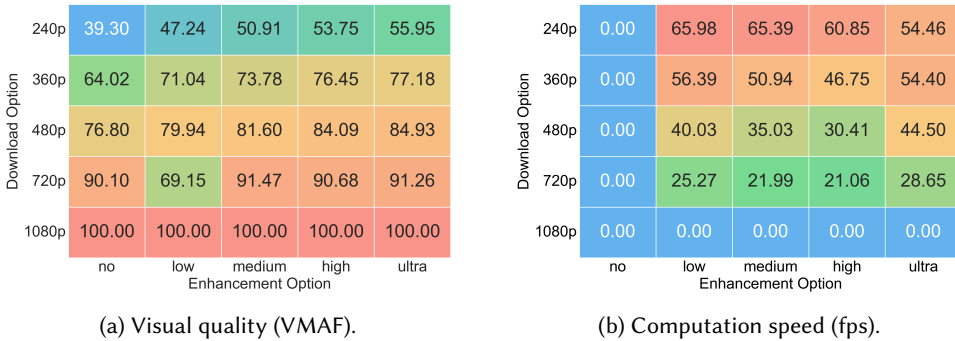 Download Option
240p 39.30 47.24 50.91 53.75 55.95
360p 64.02 71.04 73.78 76.45 77.18
480p 76.80 79.94 81.60 84.09 84.93
720p 90.10 69.15 91.47 90.68 91.26
1080p 100.00 100.00 100.00 100.00 100.00
no low medium high ultra
Enhancement Option
(a) Visual quality (VMAF).
Download Option
240p 0.00 65.98 65.39 60.85 54.46
360p 0.00 56.39 50.94 46.75 54.40
480p 0.00 40.03 35.03 30.41 44.50
720p 0.00 25.27 21.99 21.06 28.65
1080p 0.00 0.00 0.00 0.00 0.00
no low medium high ultra
Enhancement Option
(b) Computation speed (fps).